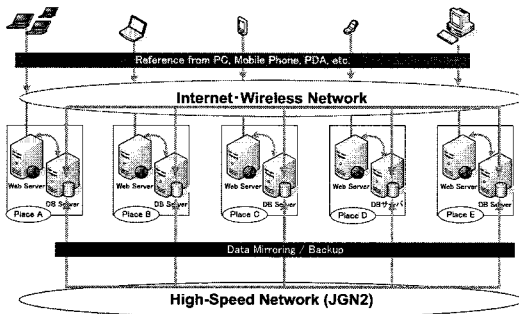 Reference from PC, Mobile Phone, PDA, etc.
Internet・Wireless Network
Web Server
DB Server
Place A
Web Server
DB Server
Place B
Web Server
DB Server
Place C
Web Server
DBサーバ
Place D
Web Server
DB Server
Place E
Data Mirroring / Backup
High-Speed Network (JGN2)